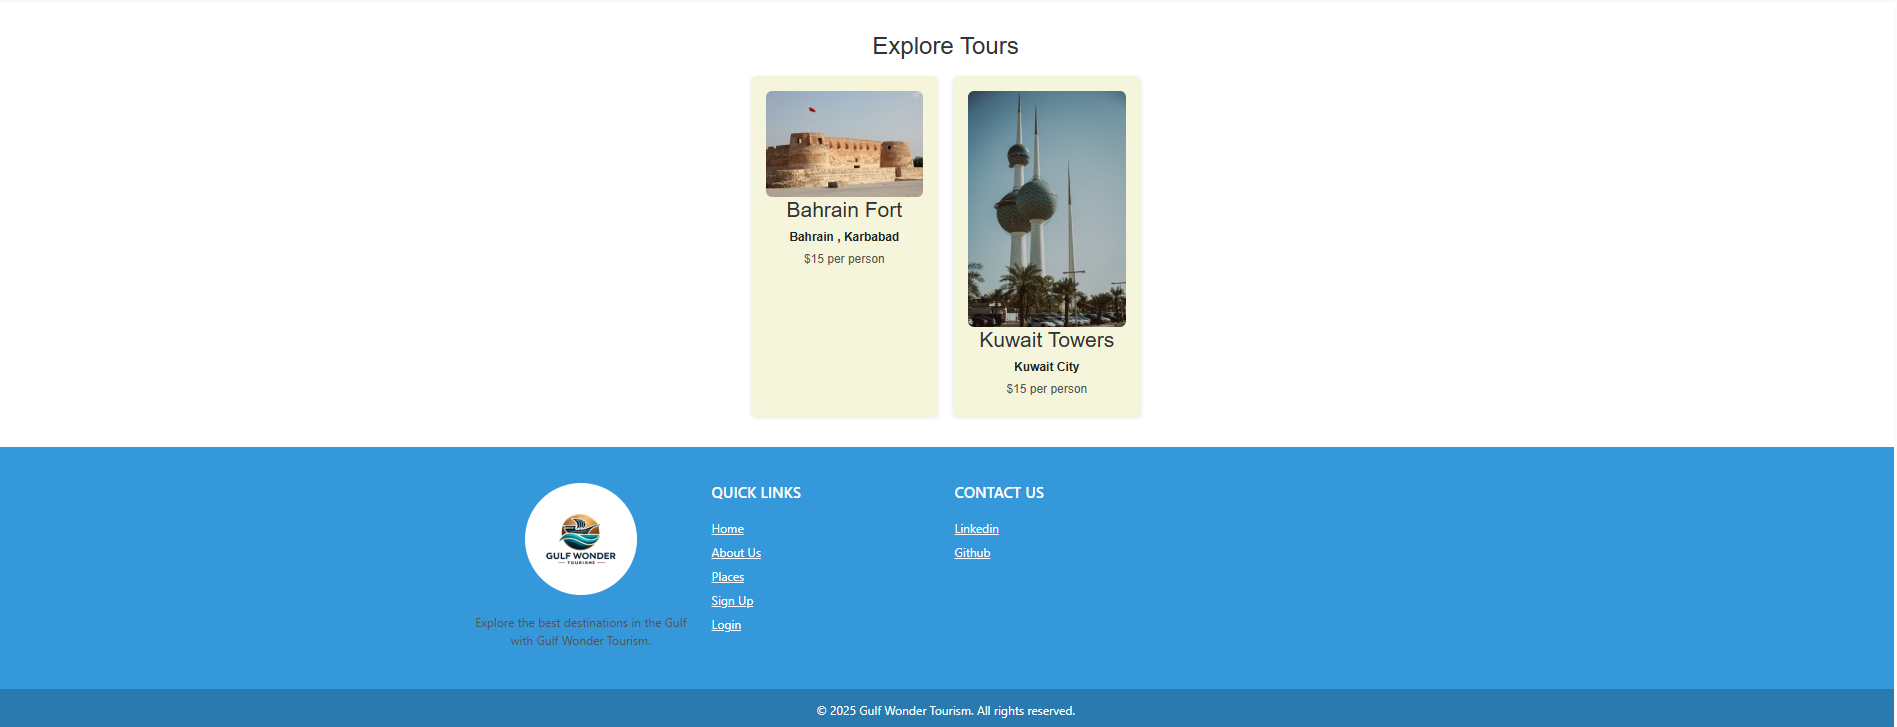 Explore Tours
Bahrain Fort
Bahrain , Karbabad
$15 per person
Kuwait Towers
Kuwait City
$15 per person
GULF WONDER
TOURISME
Explore the best destinations in the Gulf
with Gulf Wonder Tourism.
QUICK LINKS
Home
About Us
Places
Sign Up
Login
CONTACT US
Linkedin
Github
© 2025 Gulf Wonder Tourism. All rights reserved.